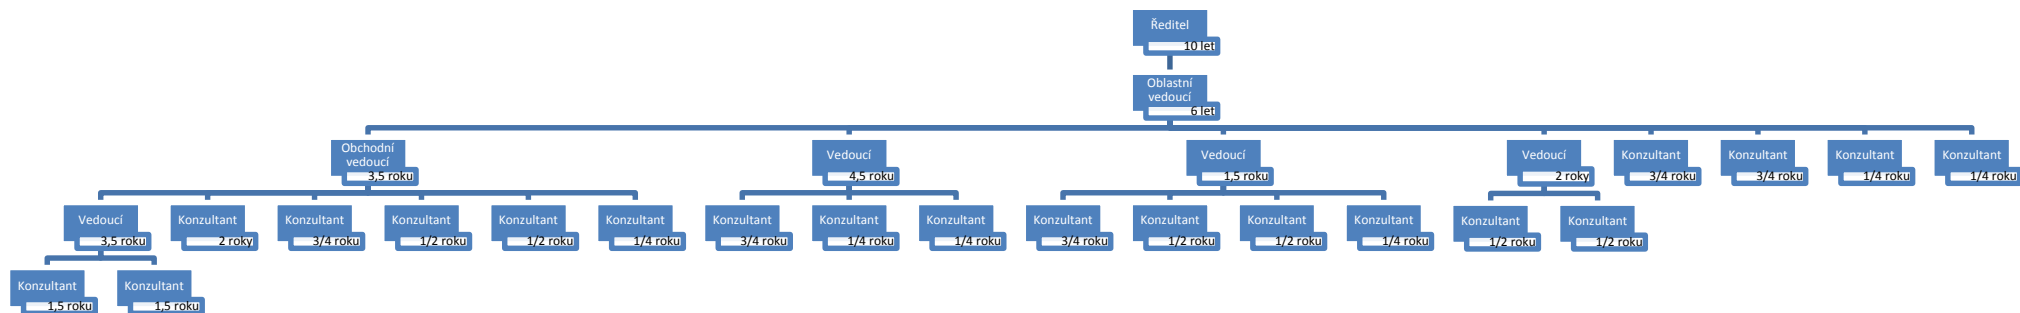 Ředitel
10 let
Oblastní
vedoucí
6 let
Obchodní
vedoucí
3,5 roku
Vedoucí
4,5 roku
Vedoucí
1,5 roku
Vedoucí
2 roky
Konzultant
3/4 roku
Konzultant
3/4 roku
Konzultant
1/4 roku
Konzultant
1/4 roku
Vedoucí
3,5 roku
Konzultant
2 roky
Konzultant
3/4 roku
Konzultant
1/2 roku
Konzultant
1/2 roku
Konzultant
1/4 roku
Konzultant
3/4 roku
Konzultant
1/4 roku
Konzultant
1/4 roku
Konzultant
3/4 roku
Konzultant
1/2 roku
Konzultant
1/2 roku
Konzultant
1/4 roku
Konzultant
1/2 roku
Konzultant
1/2 roku
Konzultant
1,5 roku
Konzultant
1,5 roku